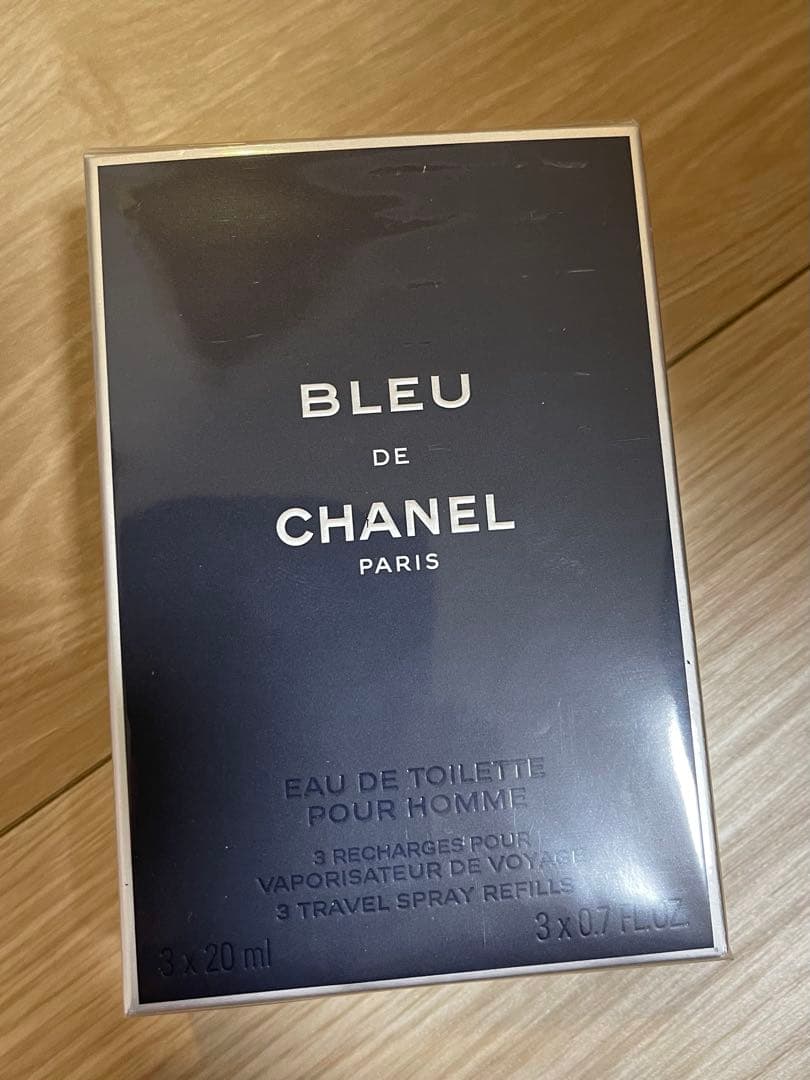 BLEU
DE
CHANEL
PARIS
EAU DE TOILETTE
POUR HOMME
3 RECHARGES POUR
VAPORISATEUR DE VOYAGE
3 TRAVEL SPRAY REFILLS
3 x 20 ml
3 x 0.7 FL.OZ.